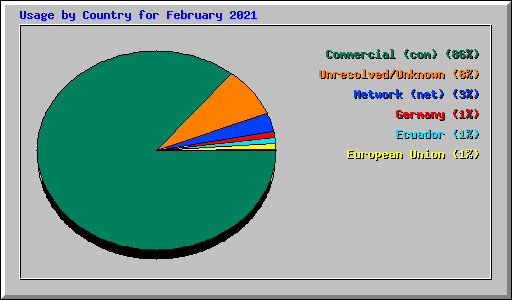 Usage by Country for February 2021
Commercial (com) (86%)
Unresolved/Unknown (8%)
Network (net) (3%)
Germany (1%)
Ecuador (1%)
European Union (1%)